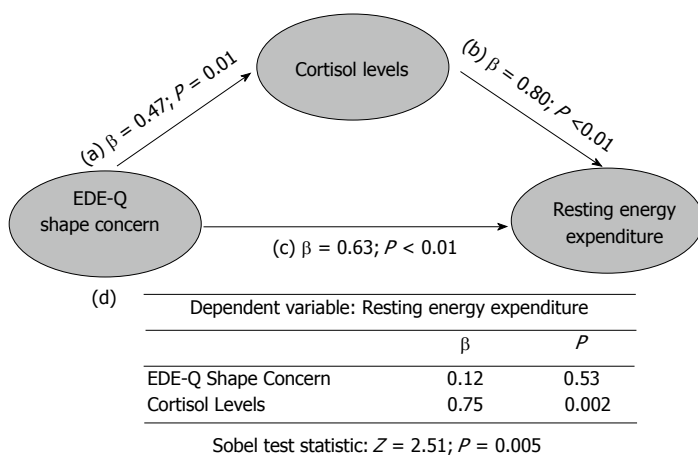 Cortisol levels
(a) β = 0.47; P = 0.01
(b) β = 0.80; P <0.01
EDE-Q
shape concern
Resting energy
expenditure
(c) β = 0.63; P < 0.01
(d)
Dependent variable: Resting energy expenditure
β P
EDE-Q Shape Concern 0.12 0.53
Cortisol Levels 0.75 0.002
Sobel test statistic: Z = 2.51; P = 0.005